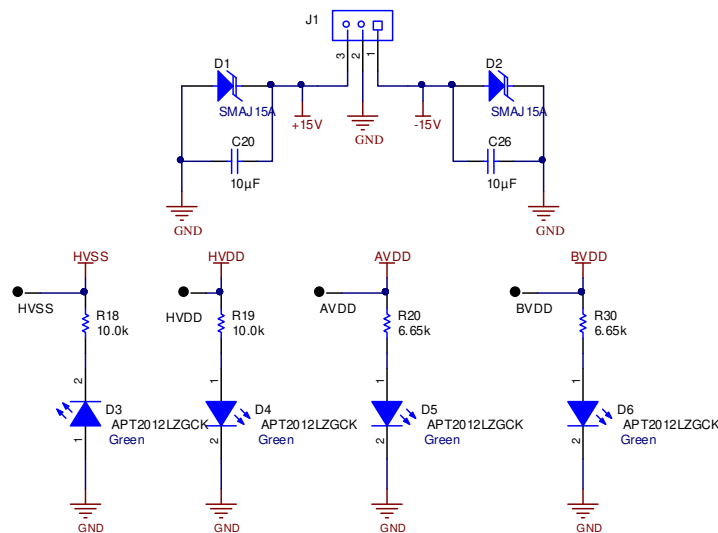 J1
3
2
1
D1
SMAJ15A
+15V
GND
-15V
D2
SMAJ15A
C20
10µF
C26
10µF
GND
GND
HVSS
HVDD
AVDD
BVDD
HVSS
HVDD
AVDD
BVDD
R18
10.0k
R19
10.0k
R20
6.65k
R30
6.65k
2
1
1
1
D3
APT2012LZGCK
Green
D4
APT2012LZGCK
Green
D5
APT2012LZGCK
Green
D6
APT2012LZGCK
Green
1
2
2
2
GND
GND
GND
GND